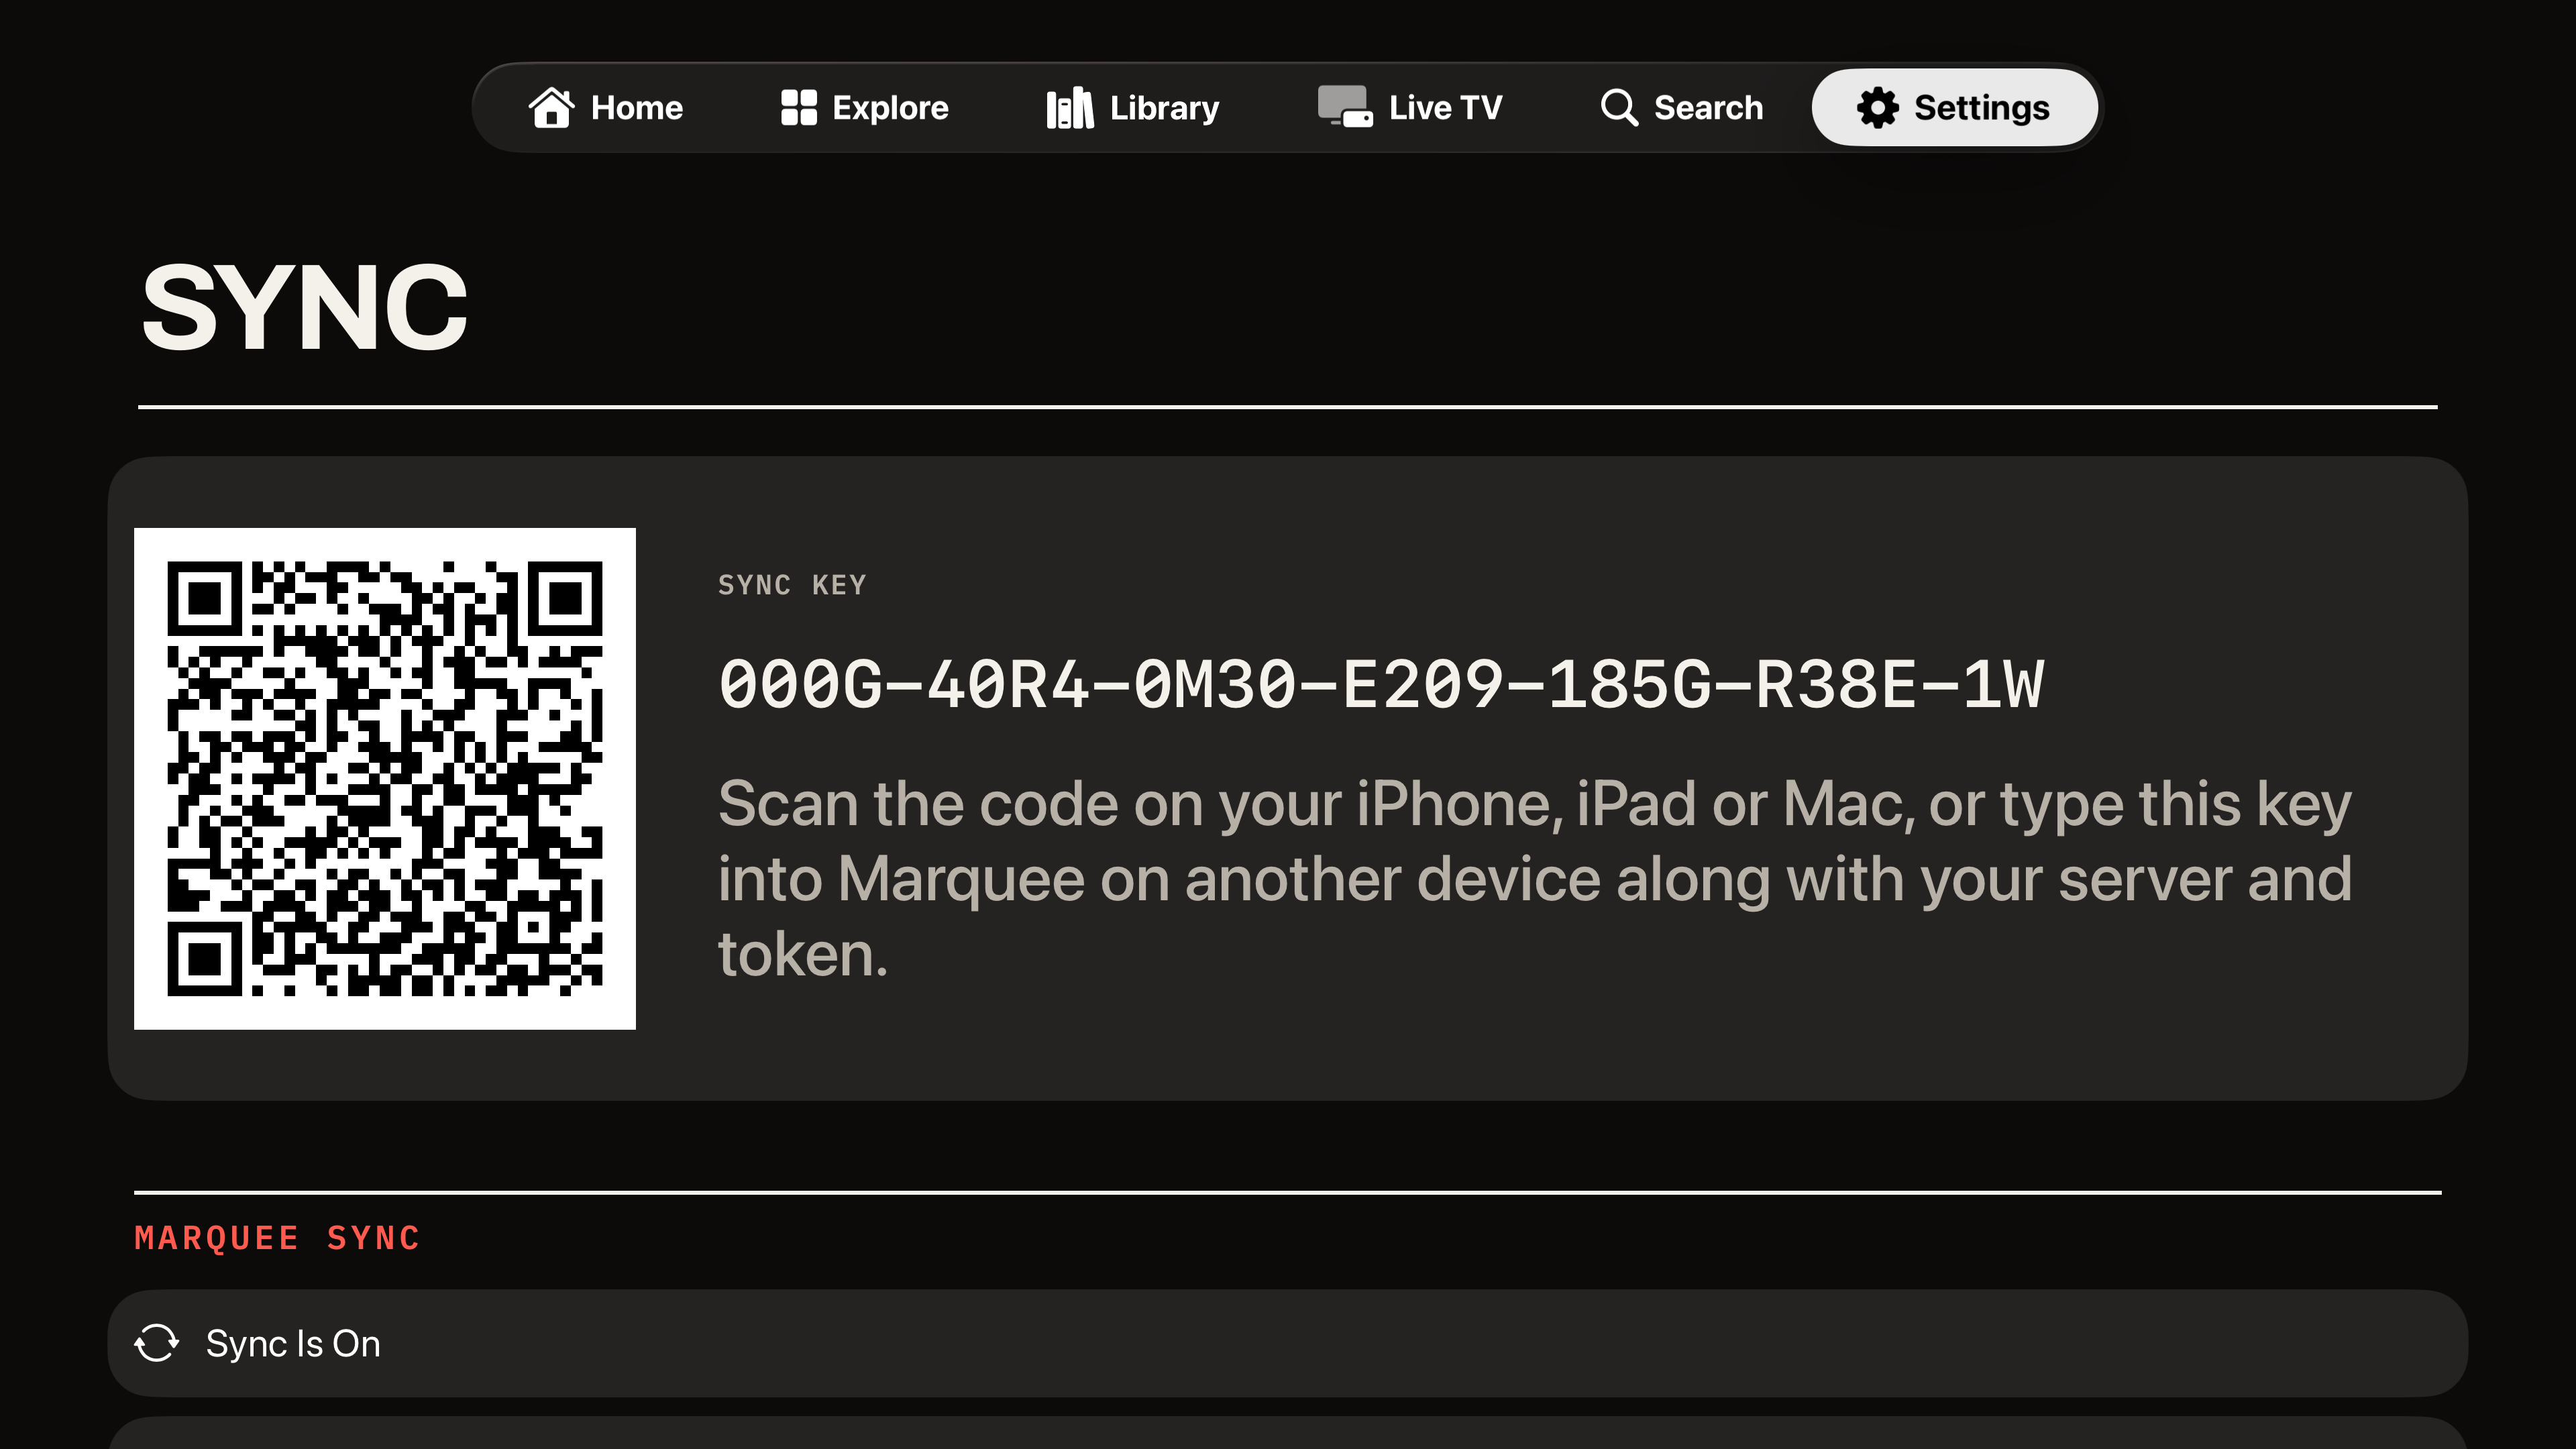 Home
Explore
Library
Live TV
Search
Settings
SYNC
SYNC KEY
000G–40R4–0M30–E209–185G–R38E–1W
Scan the code on your iPhone, iPad or Mac, or type this key
into Marquee on another device along with your server and
token.
MARQUEE SYNC
Sync Is On